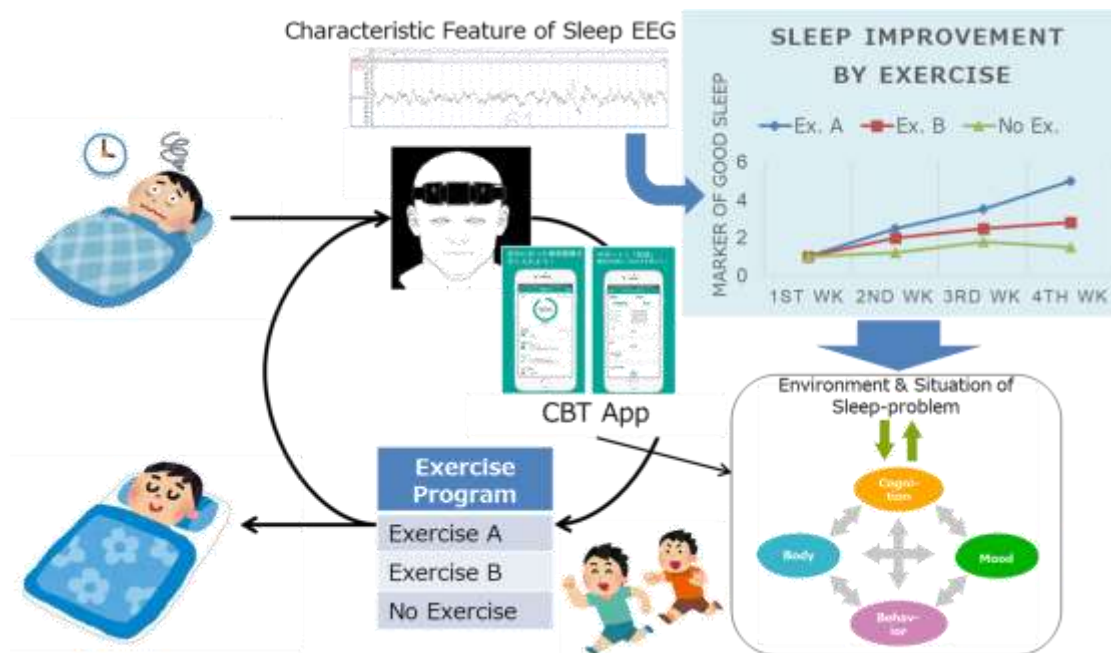 Characteristic Feature of Sleep EEG
SLEEP IMPROVEMENT
BY EXERCISE
Ex. A
Ex. B
No Ex.
MARKER OF GOOD SLEEP
6
4
2
0
1ST WK
2ND WK
3RD WK
4TH WK
CBT App
Exercise
Program
Exercise A
Exercise B
No Exercise
Environment & Situation of
Sleep-problem
Cogni-
tion
Body
Mood
Behav-
ior